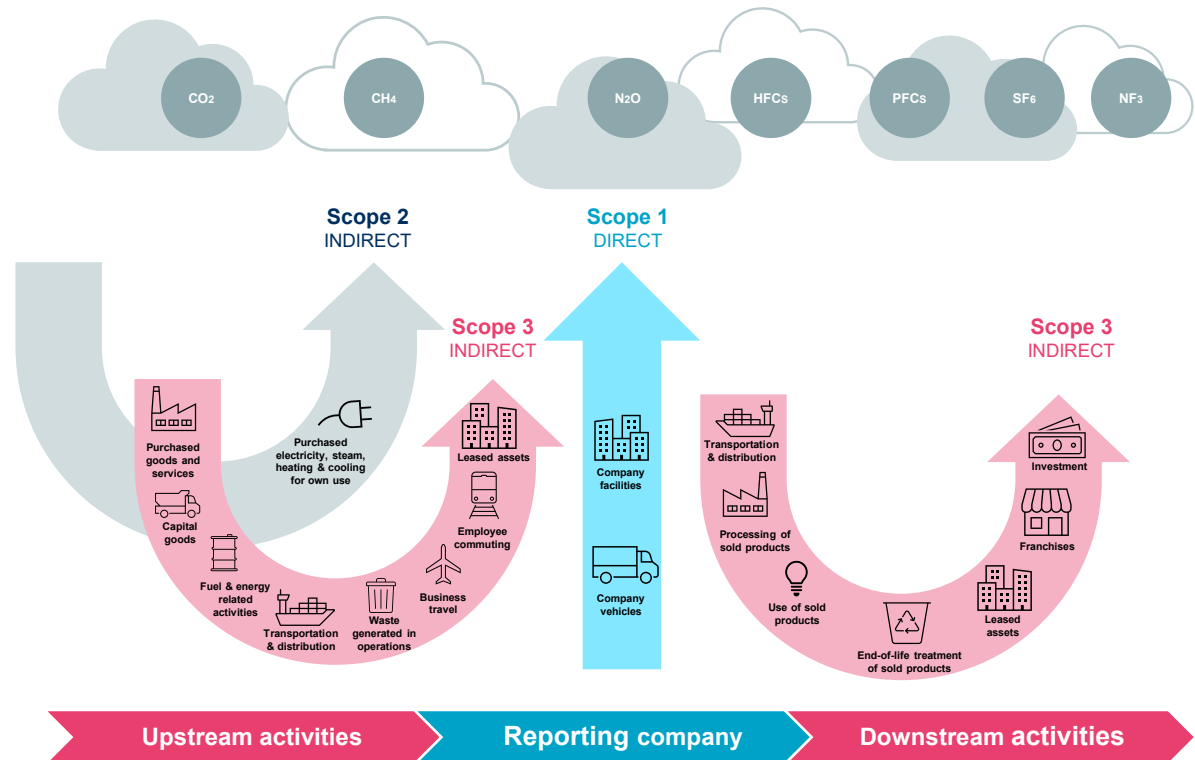 CO2
CH4
N2O
HFCs
PFCs
SF6
NF3
Scope 2
INDIRECT
Scope 1
DIRECT
Scope 3
INDIRECT
Scope 3
INDIRECT
Purchased
goods and
services
Capital
goods
Fuel & energy
related
activities
Transportation
& distribution
Waste
generated in
operations
Business
travel
Employee
commuting
Leased assets
Purchased
electricity, steam,
heating & cooling
for own use
Company
facilities
Company
vehicles
Transportation
& distribution
Processing of
sold products
Use of sold
products
End-of-life treatment
of sold products
Leased
assets
Franchises
Investment
Upstream activities
Reporting company
Downstream activities